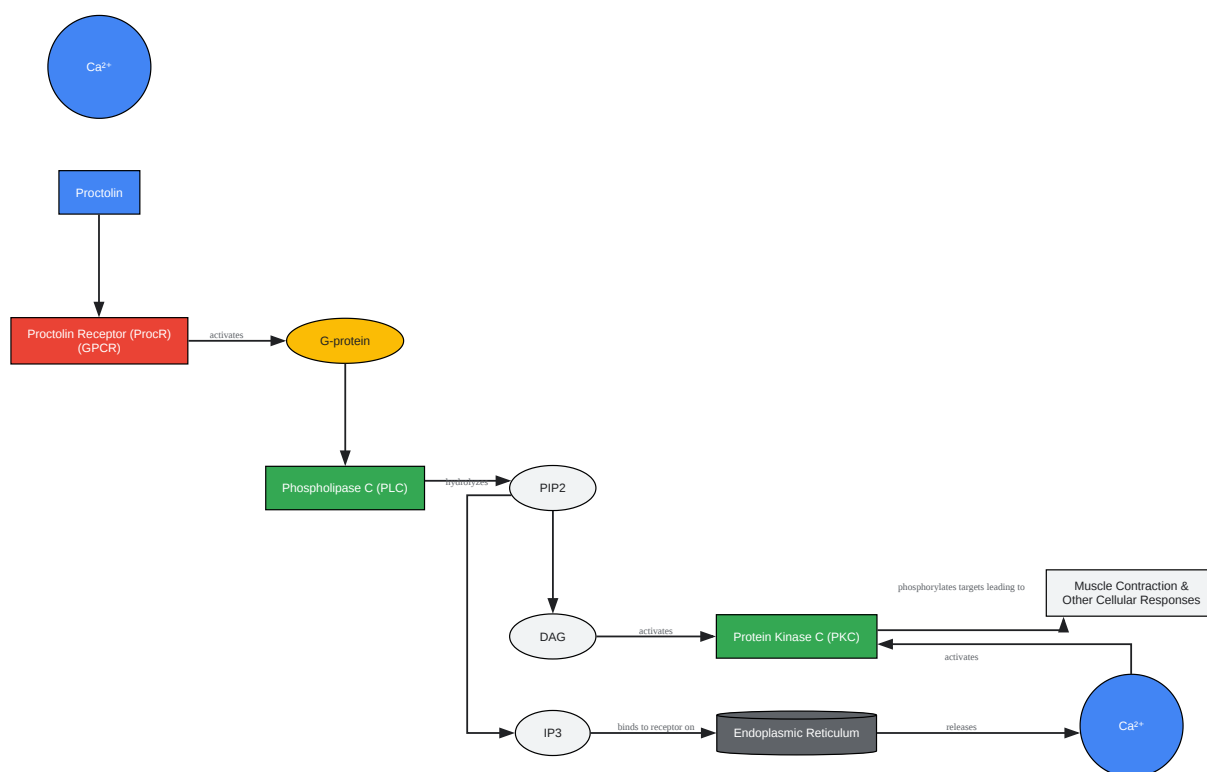 Ca²⁺
Proctolin
Proctolin Receptor (ProcR)
(GPCR)
activates
G-protein
Phospholipase C (PLC)
hydrolyzes
PIP2
phosphorylates targets leading to
Muscle Contraction &
Other Cellular Responses
DAG
activates
Protein Kinase C (PKC)
activates
IP3
binds to receptor on
Endoplasmic Reticulum
releases
Ca²⁺